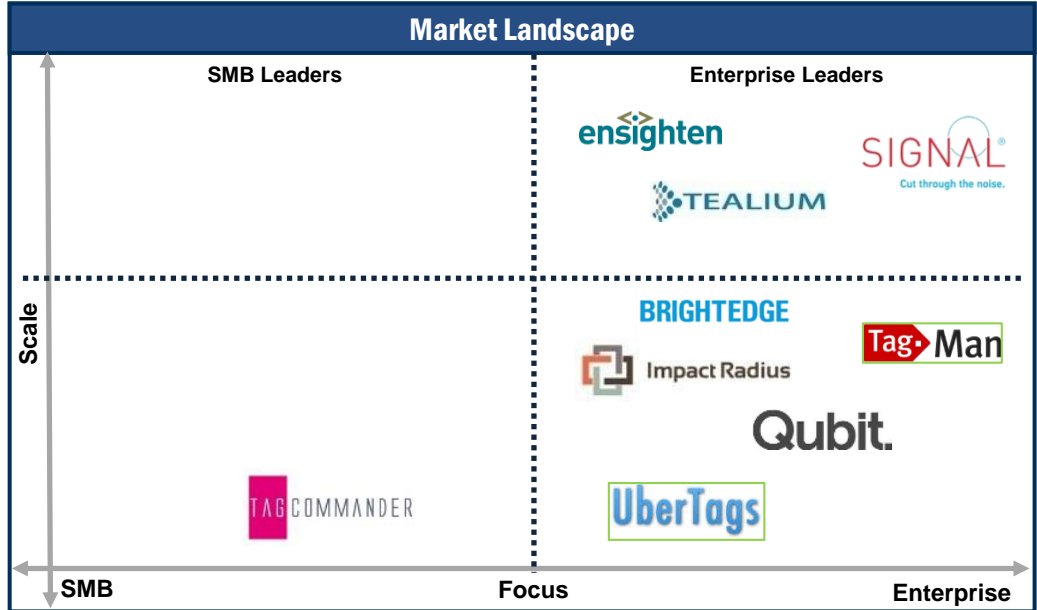 Market Landscape
SMB Leaders
Enterprise Leaders
ensighten
SIGNAL®
Cut through the noise.
TEALIUM
Scale
BRIGHTEDGE
Tag Man
Impact Radius
Qubit.
TAGCOMMANDER
UberTags
SMB
Focus
Enterprise